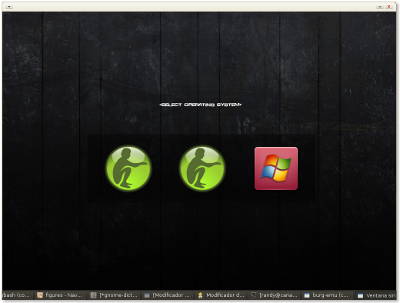 <SELECT OPERATING SYSTEM>
bash (co...
figures - Nav...
[*gnome-dict...
[Modificador ...
Modificador d...
[randy@cana...
burg-emu (c...
Ventana sin